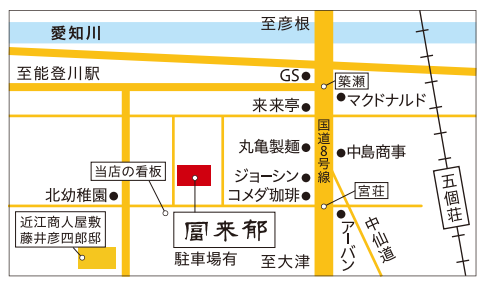 愛知川
至彦根
至能登川駅
GS
築瀬
マクドナルド
来来亭
国道8号線
丸亀製麺
中島商事
当店の看板
ジョーシン
宮荘
五個荘
北幼稚園
コメダ珈琲
近江商人屋敷
藤井彦四郎邸
冨来郁
アーバン
中仙道
駐車場有
至大津